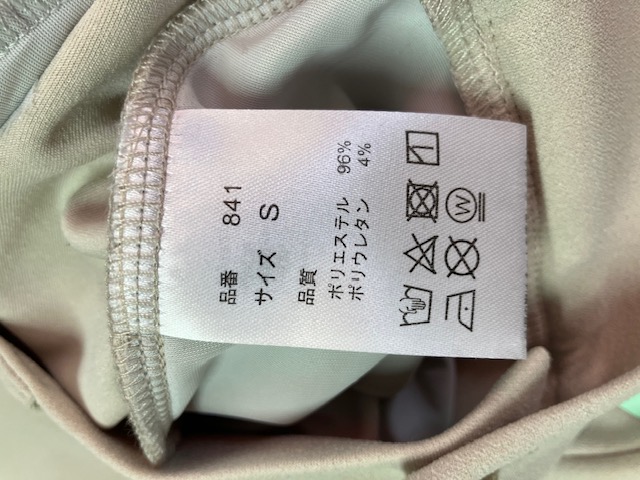 品番 841
サイズ S
品質
ポリエステル 96%
ポリウレタン 4%
W